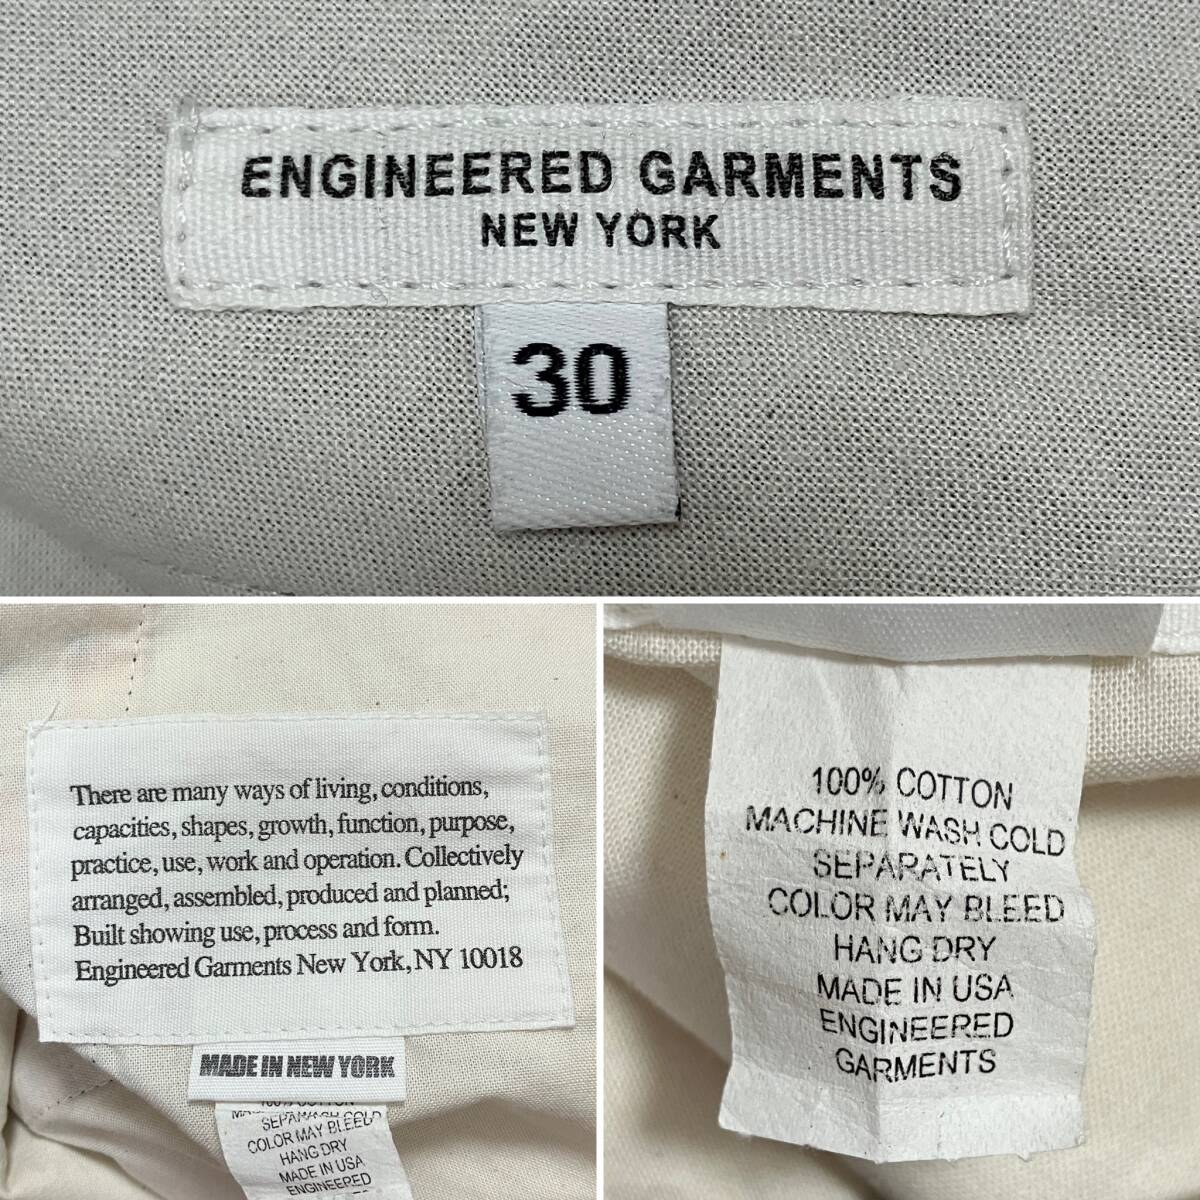 ENGINEERED GARMENTS
NEW YORK
30
There are many ways of living, conditions,
capacities, shapes, growth, function, purpose,
practice, use, work and operation. Collectively
arranged, assembled, produced and planned;
Built showing use, process and form.
Engineered Garments New York, NY 10018
MADE IN NEW YORK
100% COTTON
COLD
COLOR MAY BLEED
HANG DRY
MADE IN USA
ENGINEERED
100% COTTON
MACHINE WASH COLD
SEPARATELY
COLOR MAY BLEED
HANG DRY
MADE IN USA
ENGINEERED
GARMENTS